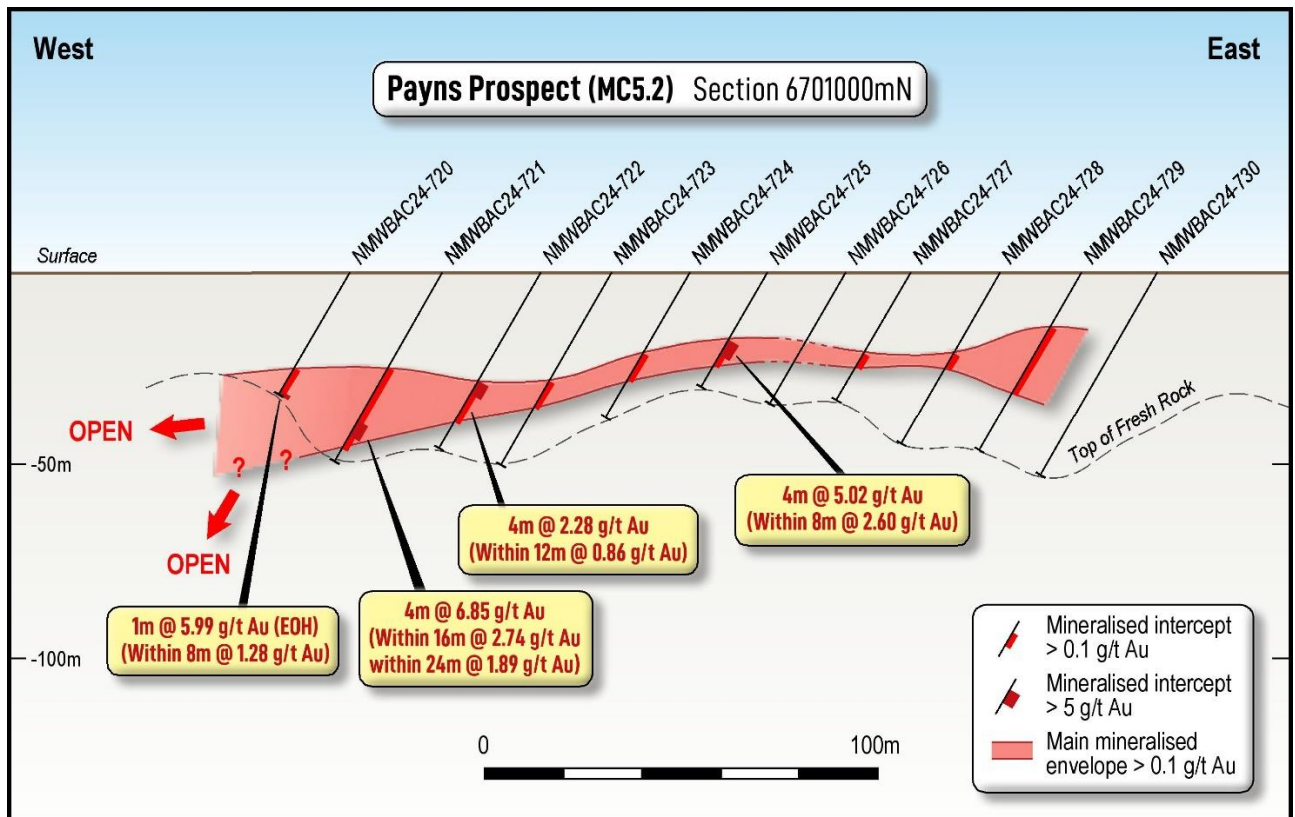 West
East
Payns Prospect (MC5.2) Section 6701000mN
NMWBAC24-720
NMWBAC24-721
NMWBAC24-722
NMWBAC24-723
NMWBAC24-724
NMWBAC24-725
NMWBAC24-726
NMWBAC24-727
NMWBAC24-728
NMWBAC24-729
NMWBAC24-730
Surface
OPEN
-50m
? ?
OPEN
Top of Fresh Rock
4m @ 5.02 g/t Au
(Within 8m @ 2.60 g/t Au)
4m @ 2.28 g/t Au
(Within 12m @ 0.86 g/t Au)
1m @ 5.99 g/t Au (EOH)
(Within 8m @ 1.28 g/t Au)
4m @ 6.85 g/t Au
(Within 16m @ 2.74 g/t Au
within 24m @ 1.89 g/t Au)
-100m
0
100m
Mineralised intercept
> 0.1 g/t Au
Mineralised intercept
> 5 g/t Au
Main mineralised
envelope > 0.1 g/t Au